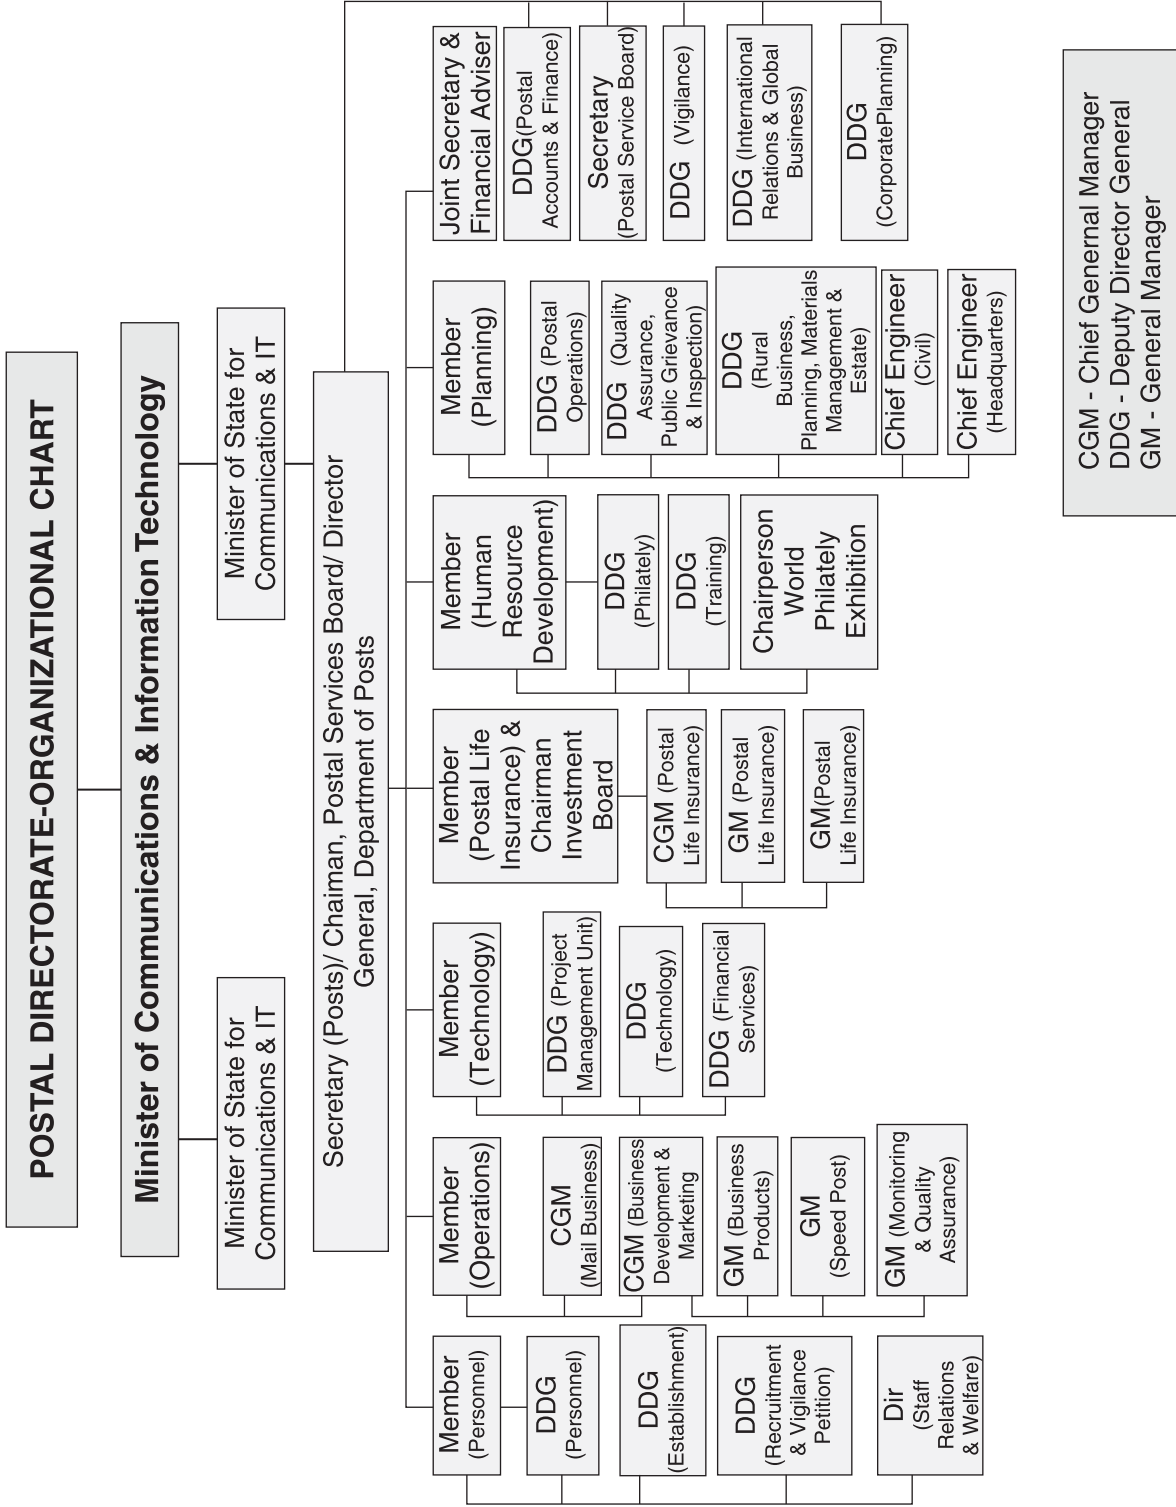 POSTAL DIRECTORATE-ORGANIZATIONAL CHART
Minister of Communications & Information Technology
Minister of State for
Communications & IT
Minister of State for
Communications & IT
Secretary (Posts)/ Chaiman, Postal Services Board/ Director
General, Department of Posts
Member
(Personnel)
DDG
(Personnel)
DDG
(Establishment)
DDG
(Recruitment
& Vigilance
Petition)
Dir
(Staff
Relations
& Welfare)
Member
(Operations)
CGM
(Mail Business)
CGM (Business
Development &
Marketing
GM (Business
Products)
GM
(Speed Post)
GM (Monitoring
& Quality
Assurance)
Member
(Technology)
DDG (Project
Management Unit)
DDG
(Technology)
DDG (Financial
Services)
Member
(Postal Life
Insurance) &
Chairman
Investment
Board
CGM (Postal
Life Insurance)
GM (Postal
Life Insurance)
GM(Postal
Life Insurance)
Member
(Human
Resource
Development)
DDG
(Philately)
DDG
(Training)
Chairperson
World
Philately
Exhibition
Member
(Planning)
DDG (Postal
Operations)
DDG (Quality
Assurance,
Public Grievance
& Inspection)
DDG
(Rural
Business,
Planning, Materials
Management &
Estate)
Chief Engineer
(Civil)
Chief Engineer
(Headquarters)
Joint Secretary &
Financial Adviser
DDG(Postal
Accounts & Finance)
Secretary
(Postal Service Board)
DDG (Vigilance)
DDG (International
Relations & Global
Business)
DDG
(CorporatePlanning)
CGM - Chief Genernal Manager
DDG - Deputy Director General
GM - General Manager